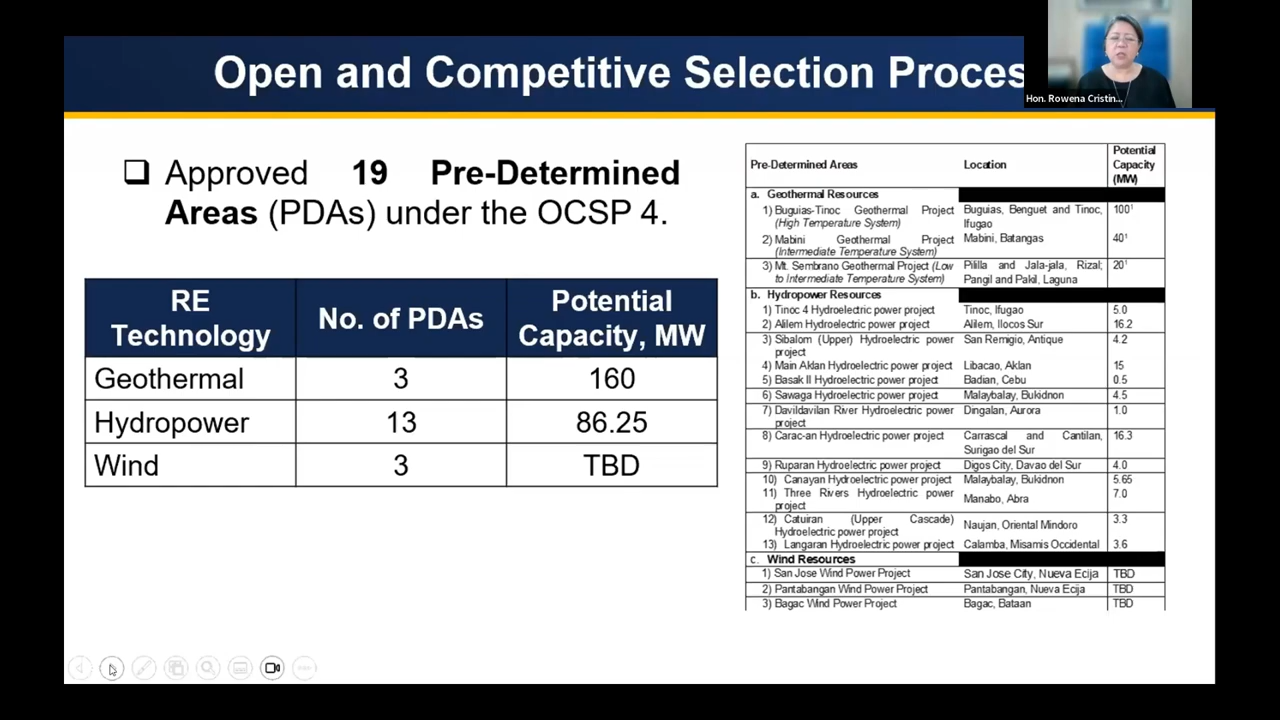 Open and Competitive Selection Proces
Hon. Rowena Cristin...
❑ Approved 19 Pre-Determined
Areas (PDAs) under the OCSP 4.
RE Technology | No. of PDAs | Potential Capacity, MW
Geothermal | 3 | 160
Hydropower | 13 | 86.25
Wind | 3 | TBD
Pre-Determined Areas | Location | Potential Capacity (MW)
a. Geothermal Resources
1) Buguias-Tinoc Geothermal Project (High Temperature System) | Buguias, Benguet and Tinoc, Ifugao | 100¹
2) Mabini Geothermal Project (Intermediate Temperature System) | Mabini, Batangas | 40¹
3) Mt. Sembrano Geothermal Project (Low to Intermediate Temperature System) | Pililla and Jala-jala, Rizal; Pangil and Pakil, Laguna | 20¹
b. Hydropower Resources
1) Tinoc 4 Hydroelectric power project | Tinoc, Ifugao | 5.0
2) Alilem Hydroelectric power project | Alilem, Ilocos Sur | 16.2
3) Sibalom (Upper) Hydroelectric power project | San Remigio, Antique | 4.2
4) Main Aklan Hydroelectric power project | Libacao, Aklan | 15
5) Basak II Hydroelectric power project | Badian, Cebu | 0.5
6) Sawaga Hydroelectric power project | Malaybalay, Bukidnon | 4.5
7) Davildavilan River Hydroelectric power project | Dingalan, Aurora | 1.0
8) Carac-an Hydroelectric power project | Carrascal and Cantilan, Surigao del Sur | 16.3
9) Ruparan Hydroelectric power project | Digos City, Davao del Sur | 4.0
10) Canayan Hydroelectric power project | Malaybalay, Bukidnon | 5.65
11) Three Rivers Hydroelectric power project | Manabo, Abra | 7.0
12) Catuiran (Upper Cascade) Hydroelectric power project | Naujan, Oriental Mindoro | 3.3
13) Langaran Hydroelectric power project | Calamba, Misamis Occidental | 3.6
c. Wind Resources
1) San Jose Wind Power Project | San Jose City, Nueva Ecija | TBD
2) Pantabangan Wind Power Project | Pantabangan, Nueva Ecija | TBD
3) Bagac Wind Power Project | Bagac, Bataan | TBD